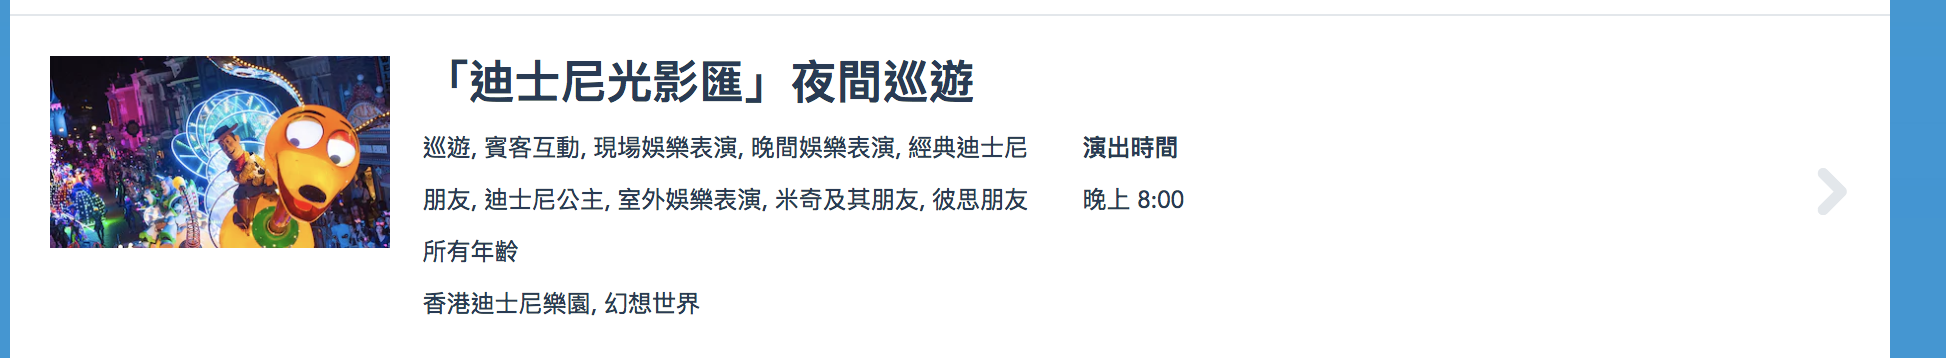 「迪士尼光影匯」夜間巡遊
巡遊, 賓客互動, 現場娛樂表演, 晚間娛樂表演, 經典迪士尼
朋友, 迪士尼公主, 室外娛樂表演, 米奇及其朋友, 彼思朋友
所有年齡
香港迪士尼樂園, 幻想世界
演出時間
晚上 8:00